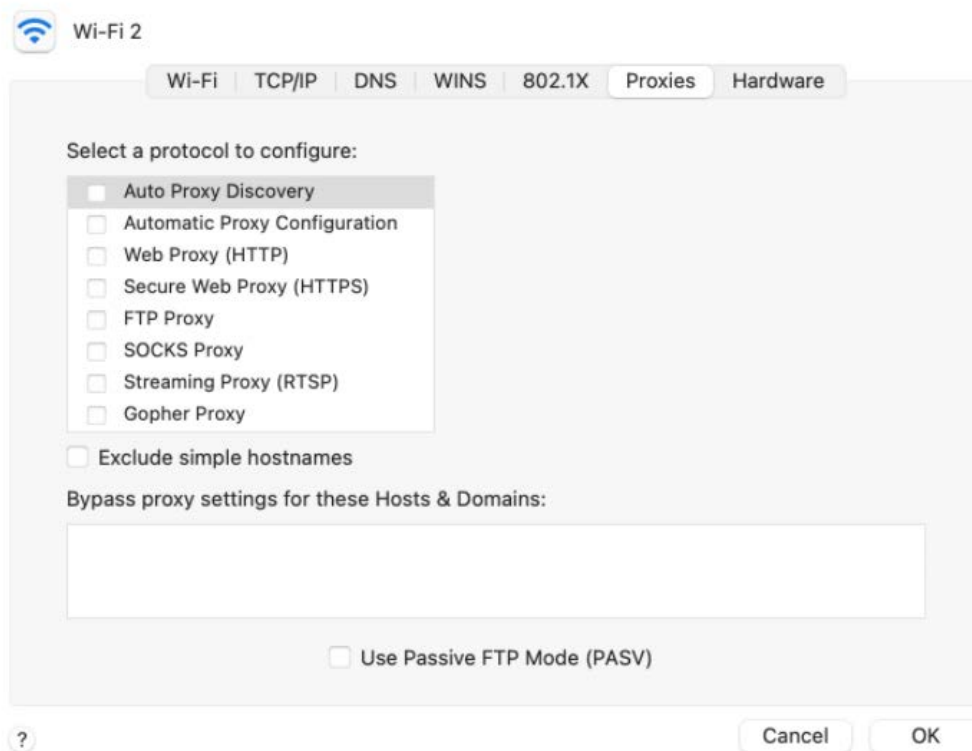 Wi-Fi 2
Wi-Fi TCP/IP DNS WINS 802.1X Proxies Hardware
Select a protocol to configure:
Auto Proxy Discovery
Automatic Proxy Configuration
Web Proxy (HTTP)
Secure Web Proxy (HTTPS)
FTP Proxy
SOCKS Proxy
Streaming Proxy (RTSP)
Gopher Proxy
Exclude simple hostnames
Bypass proxy settings for these Hosts & Domains:
Use Passive FTP Mode (PASV)
? Cancel OK